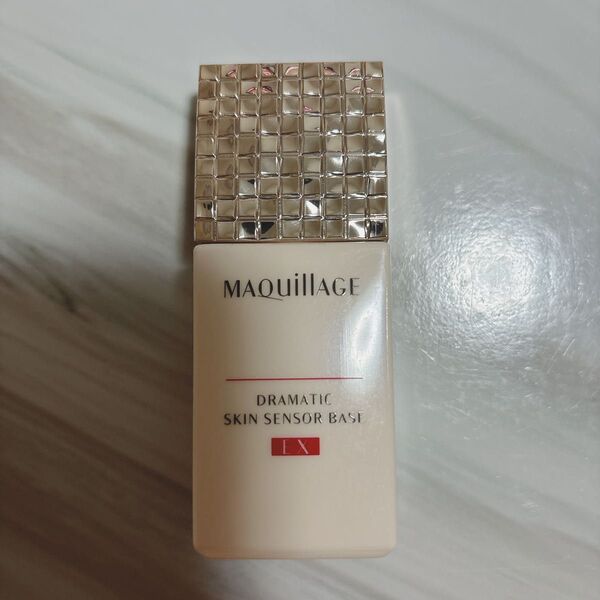 MAQuillAGE
DRAMATIC
SKIN SENSOR BASE
EX